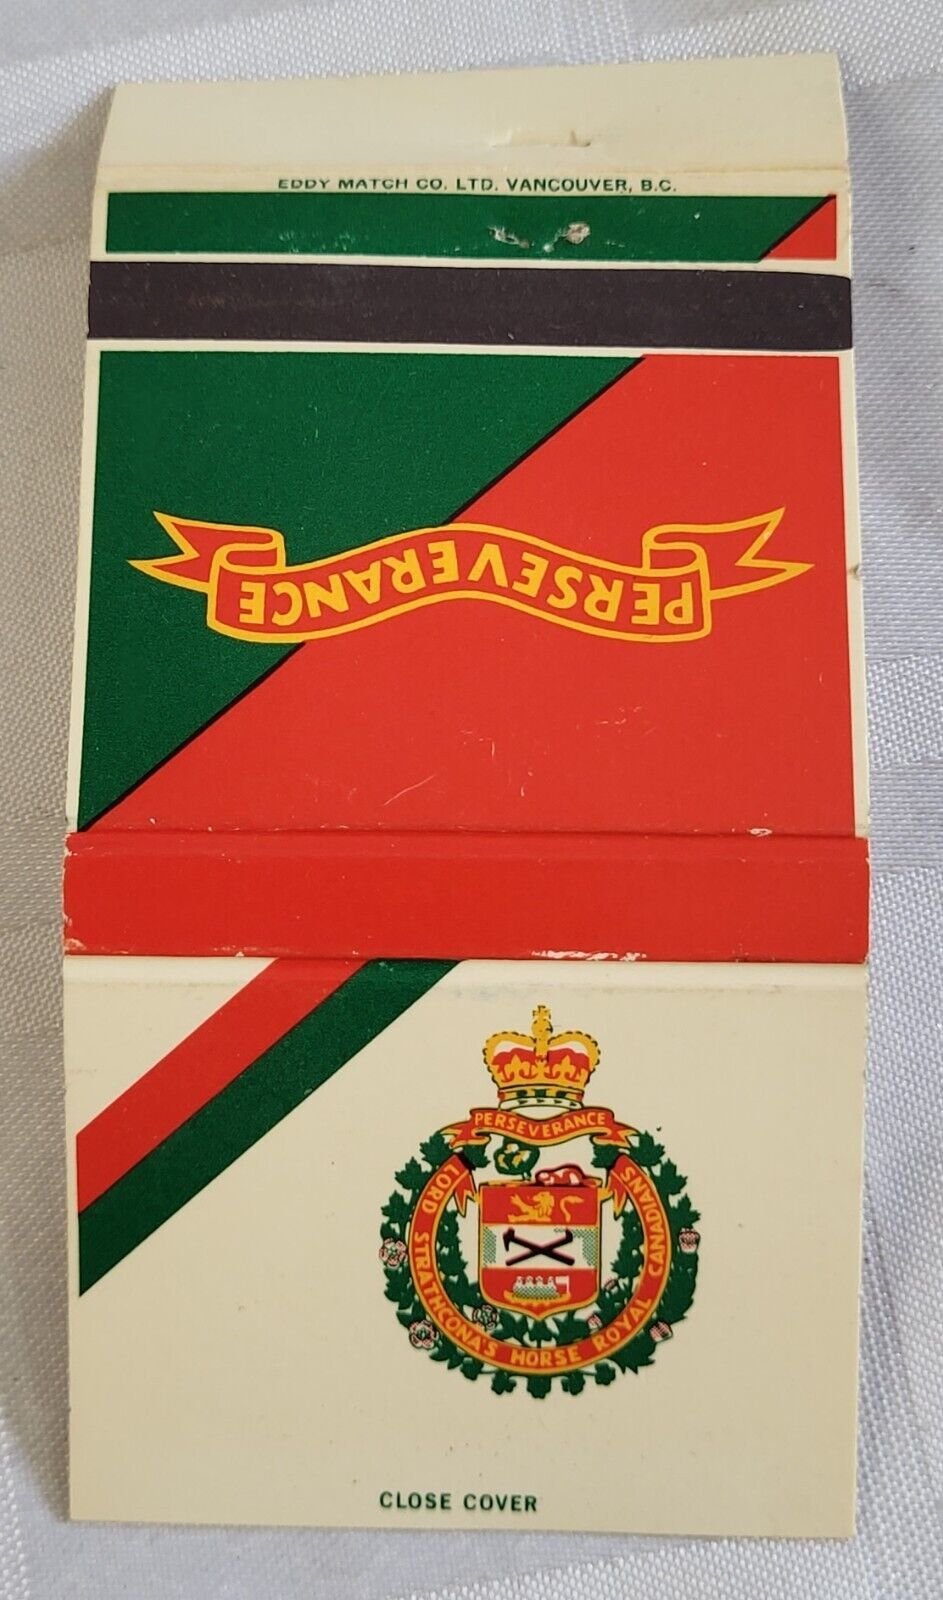 EDDY MATCH CO. LTD. VANCOUVER, B.C.
PERSEVERANCE
PERSEVERANCE
LORD STRATHCONA'S HORSE ROYAL CANADIANS
CLOSE COVER